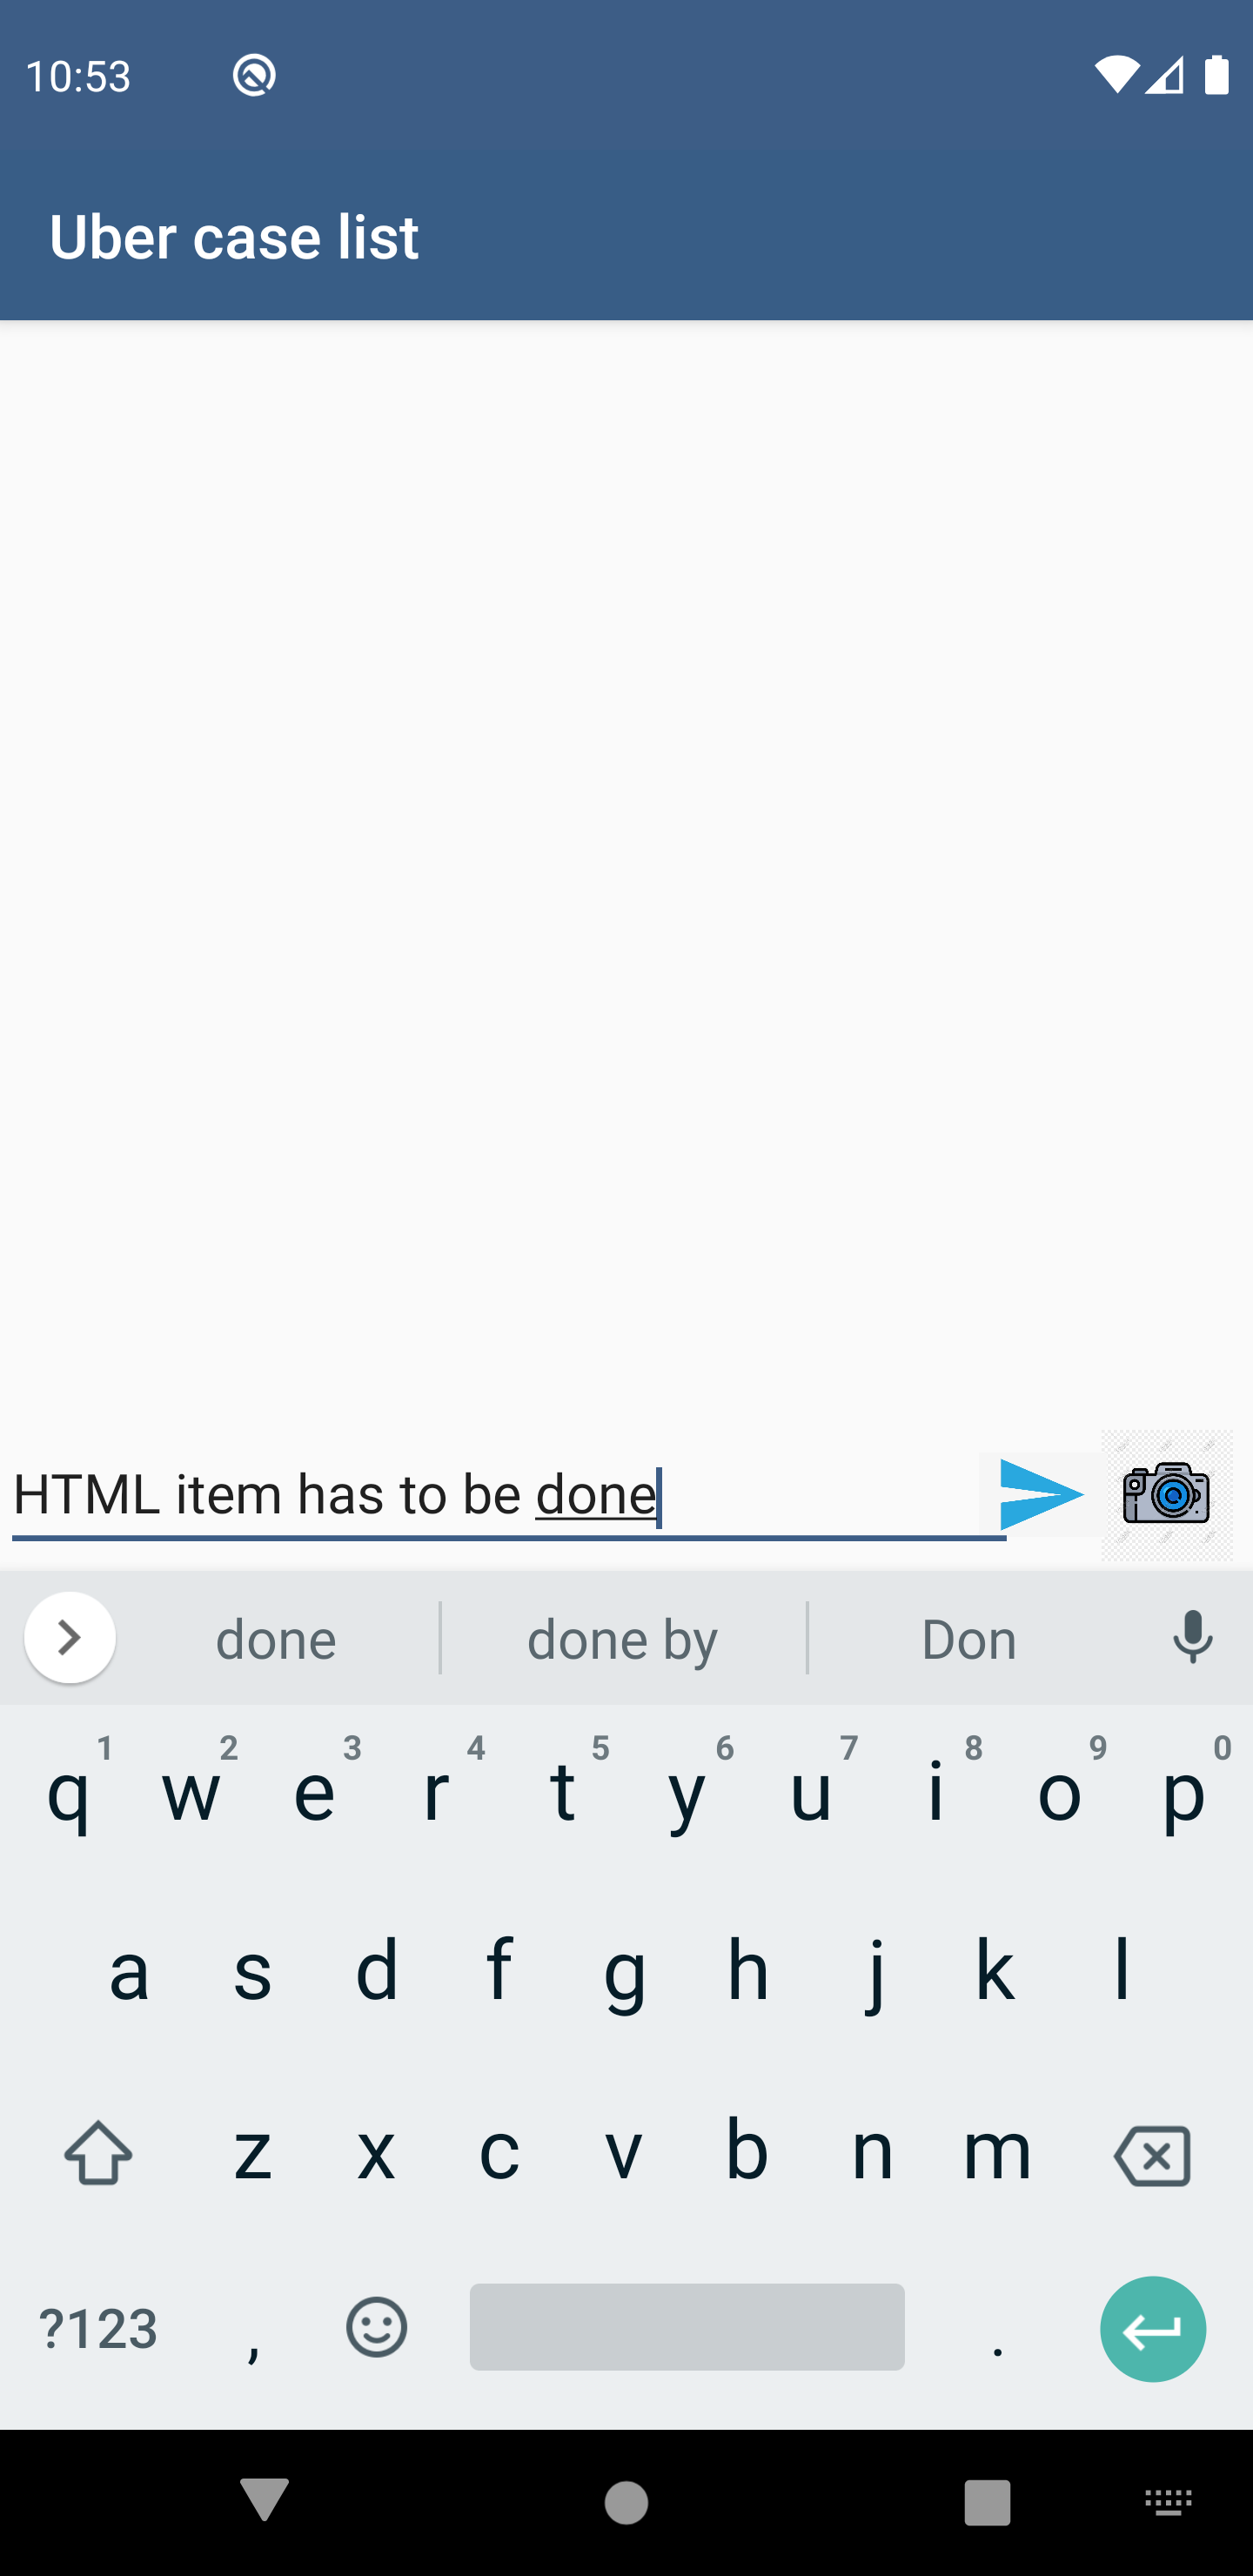 10:53
Uber case list
HTML item has to be done
done done by Don
1 2 3 4 5 6 7 8 9 0
q w e r t y u i o p
a s d f g h j k l
z x c v b n m
?123 , .